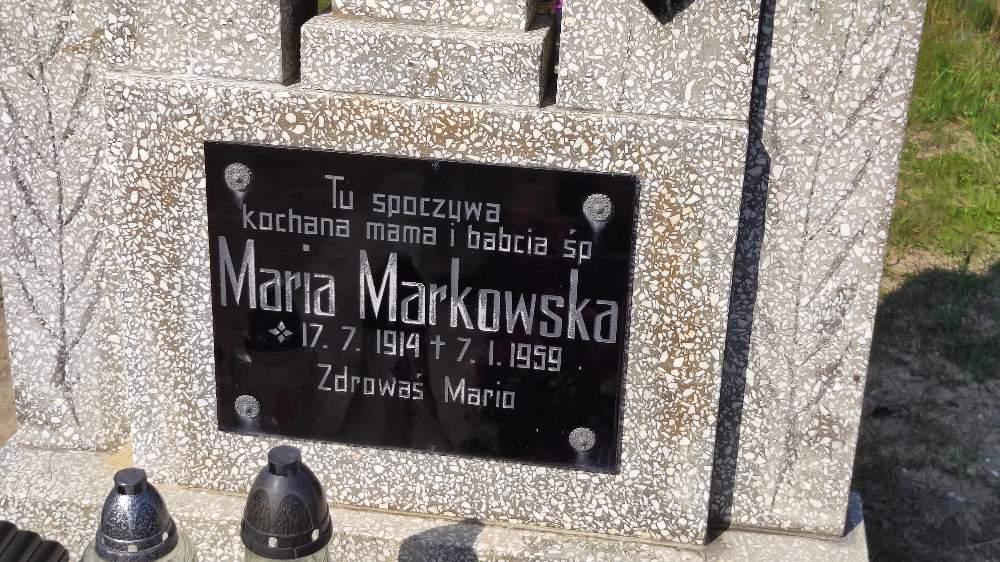 Tu spoczywa
kochana mama i babcia śp
Maria Markowska
17. 7. 1914 † 7. 1. 1959
Zdrowaś Mario